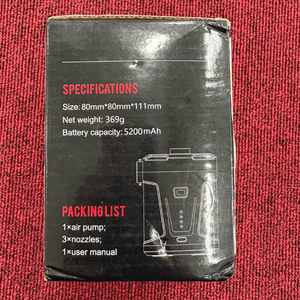 SPECIFICATIONS
Size:80mm*80mm*111mm
Net weight: 369g
Battery capacity: 5200mAh
PACKING LIST
1×air pump;
3×nozzles;
1×user manual